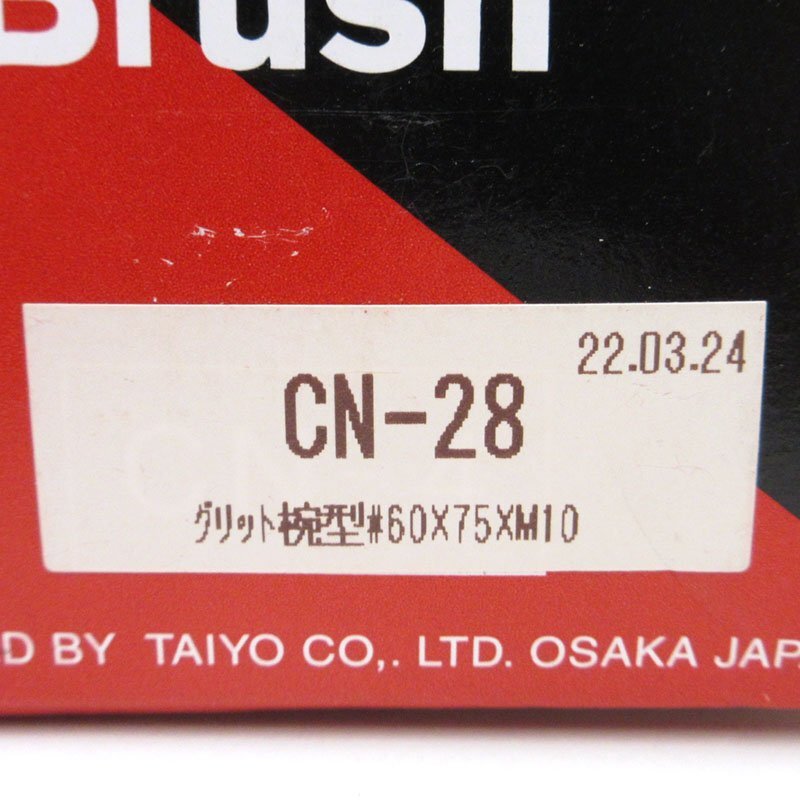 Brush
22.03.24
CN-28
グリット椀型#60X75XM10
ED BY TAIYO CO,. LTD. OSAKA JAP